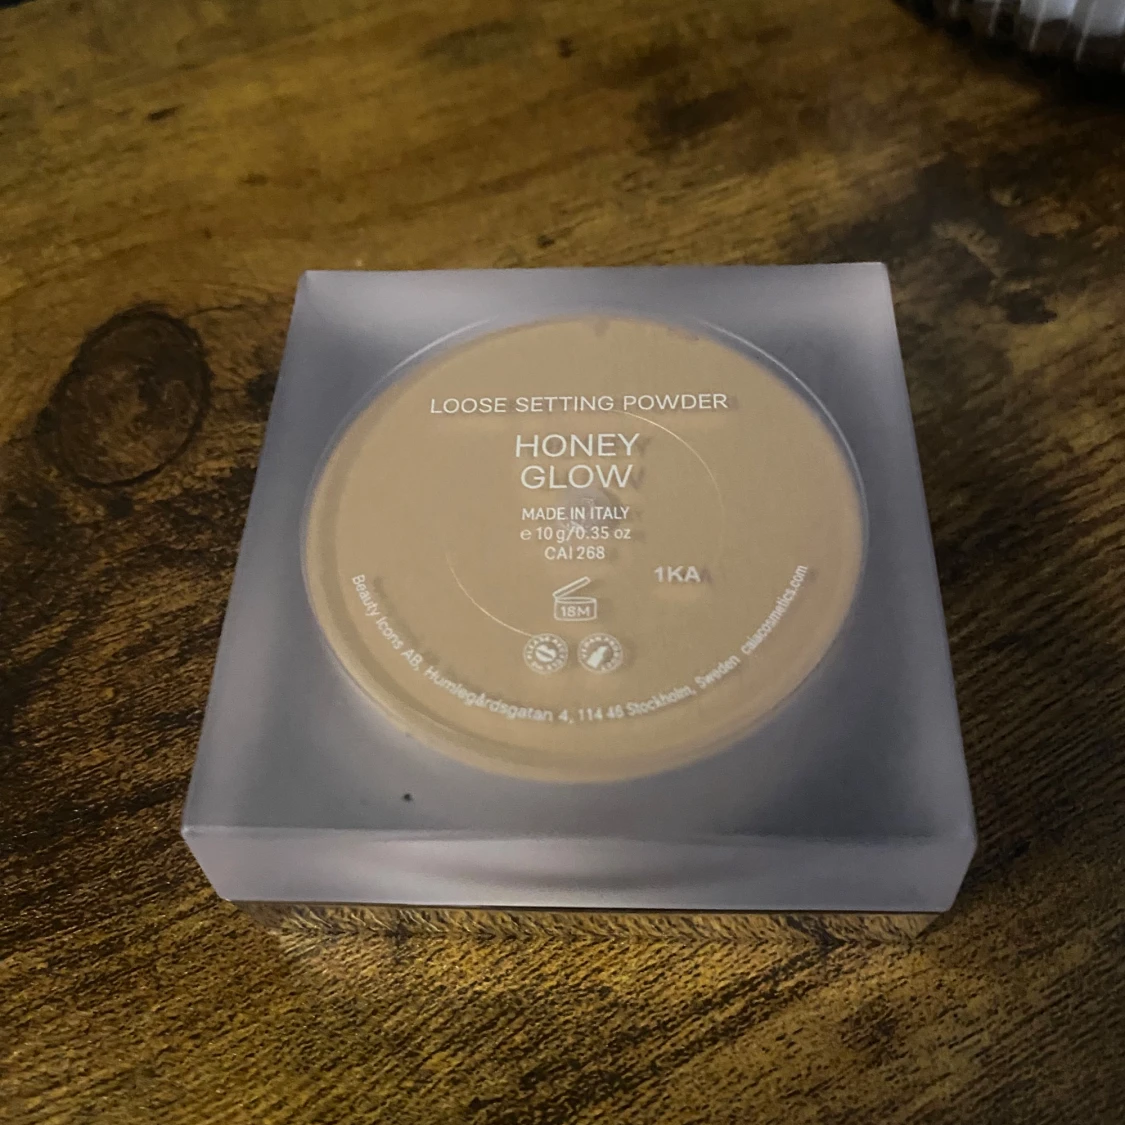 LOOSE SETTING POWDER
HONEY
GLOW
MADE IN ITALY
e 10 g/0.35 oz
CAI 268
1KA
18M
Beauty Icons AB, Humlegårdsgatan 4, 114 46 Stockholm, Sweden caiacosmetics.com